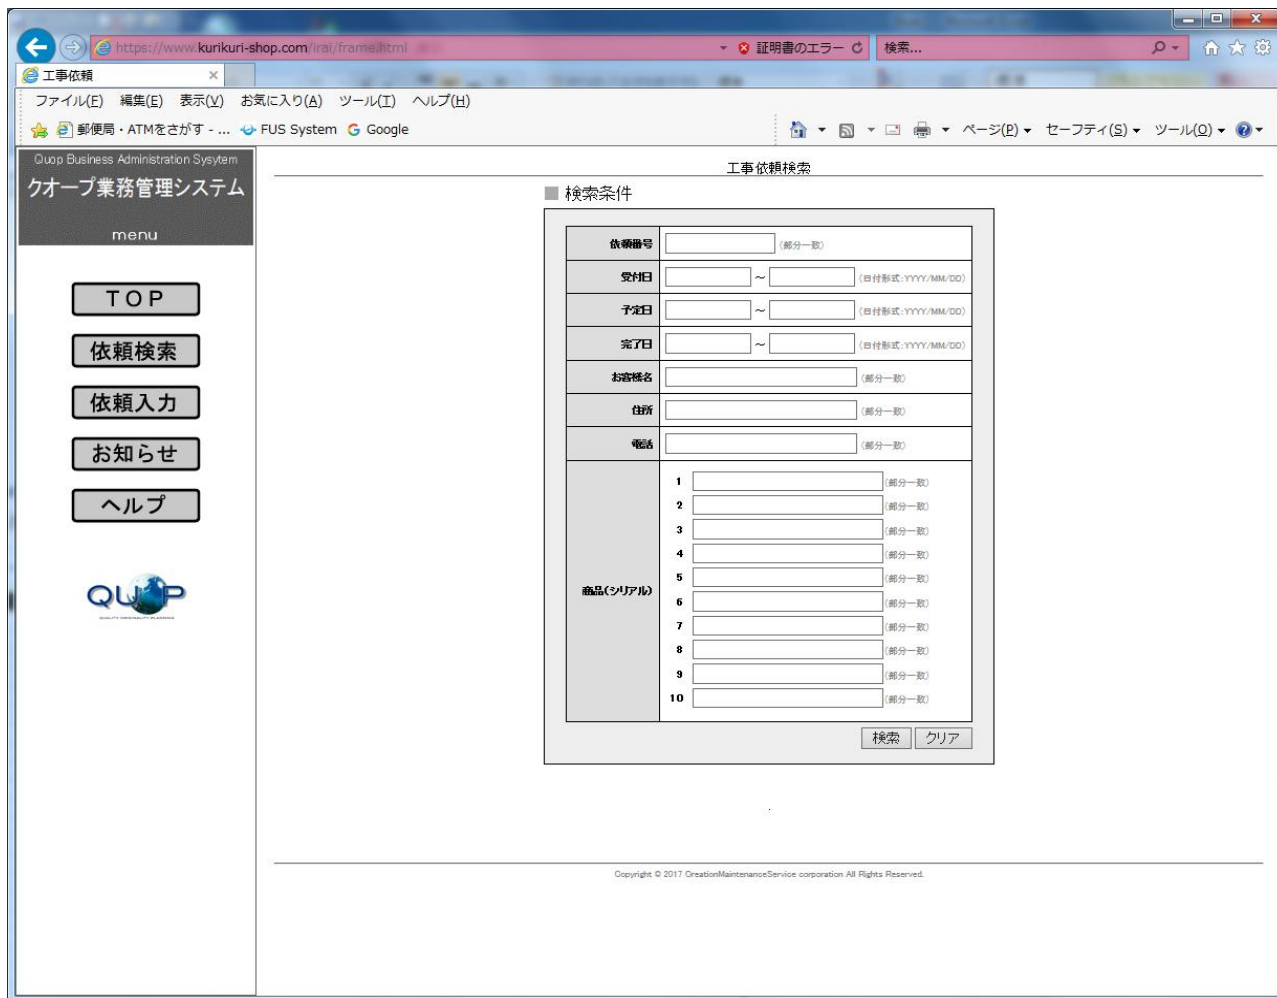 https://www.kurikuri-shop.com/irai/frame.html
証明書のエラー
検索...
工事依頼
ファイル(F) 編集(E) 表示(V) お気に入り(A) ツール(T) ヘルプ(H)
郵便局・ATMをさがす - ... FUS System Google
ページ(P) セーフティ(S) ツール(O)
Quop Business Administration Sysytem
クオープ業務管理システム
menu
TOP
依頼検索
依頼入力
お知らせ
ヘルプ
QUOP
工事依頼検索
検索条件
依頼番号 (部分一致)
受付日 ~ (日付形式:YYYY/MM/DD)
予定日 ~ (日付形式:YYYY/MM/DD)
完了日 ~ (日付形式:YYYY/MM/DD)
お客様名 (部分一致)
住所 (部分一致)
電話 (部分一致)
商品(シリアル)
1 (部分一致)
2 (部分一致)
3 (部分一致)
4 (部分一致)
5 (部分一致)
6 (部分一致)
7 (部分一致)
8 (部分一致)
9 (部分一致)
10 (部分一致)
検索 クリア
Copyright © 2017 CreationMaintenanceService corporation All Rights Reserved.